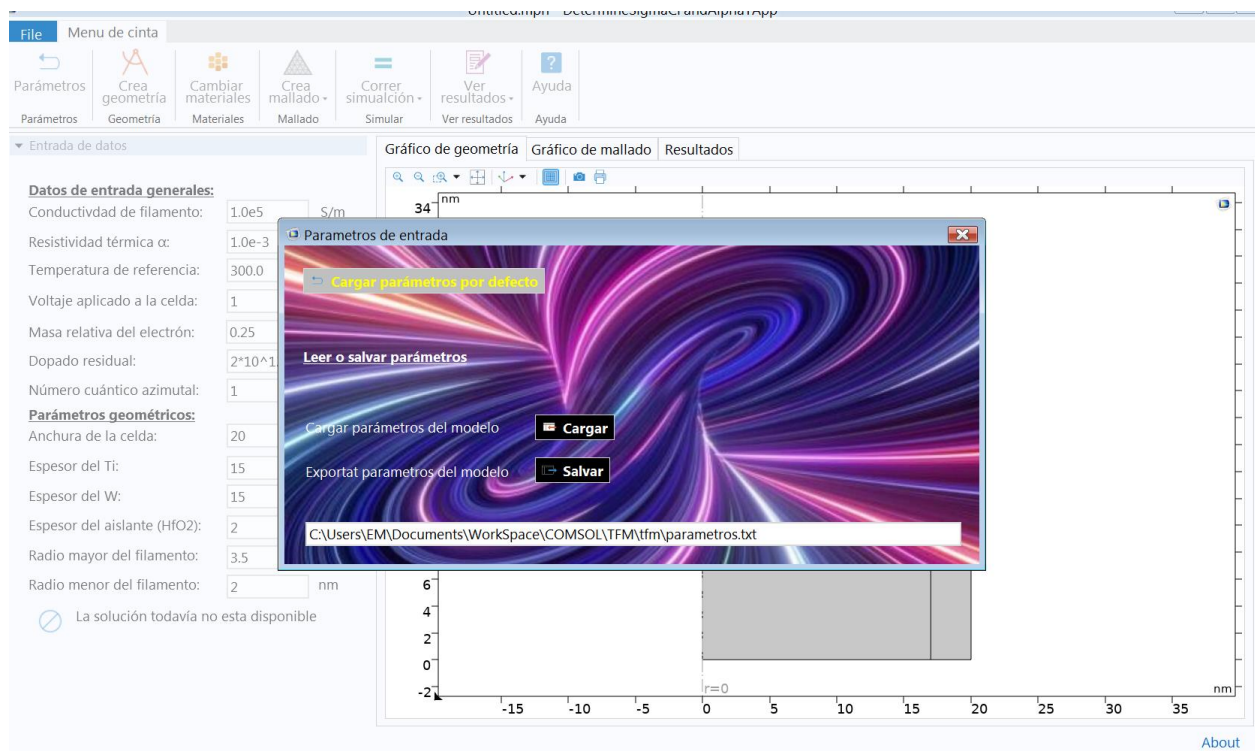 Untitled.mph - DetermineSigmaCFandAlphaTApp
File Menu de cinta
Parámetros Crea geometría Cambiar materiales Crea mallado Correr simualción Ver resultados Ayuda
Parámetros Geometría Materiales Mallado Simular Ver resultados Ayuda
Entrada de datos
Gráfico de geometría Gráfico de mallado Resultados
Datos de entrada generales:
Conductivdad de filamento: 1.0e5 S/m
Resistividad térmica α: 1.0e-3
Temperatura de referencia: 300.0
Voltaje aplicado a la celda: 1
Masa relativa del electrón: 0.25
Dopado residual:
Número cuántico azimutal: 1
Parámetros geométricos:
Anchura de la celda: 20
Espesor del Ti: 15
Espesor del W: 15
Espesor del aislante (HfO2): 2
Radio mayor del filamento: 3.5
Radio menor del filamento: 2 nm
La solución todavía no esta disponible
nm
34
Parametros de entrada
Cargar parámetros por defecto
Leer o salvar parámetros
Cargar parámetros del modelo Cargar
Exportat parametros del modelo Salvar
C:\Users\EM\Documents\WorkSpace\COMSOL\TFM\tfm\parametros.txt
6
4
2
0
-2
r=0 nm
-15 -10 -5 0 5 10 15 20 25 30 35
About